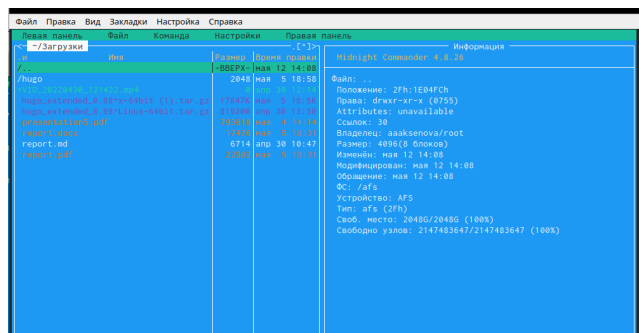 Файл Правка Вид Закладки Настройка Справка
Левая панель Файл Команда Настройки Правая панель
<─ ~/Загрузки .[^]>
.и Имя Размер Время правки
/.. -ВВЕРХ- мая 12 14:08
/hugo 2048 мая 5 18:58
report.md 6714 апр 30 10:47
report.pdf
Информация
Midnight Commander 4.8.26
Файл: ..
Положение: 2Fh:1E04FCh
Права: drwxr-xr-x (0755)
Attributes: unavailable
Ссылок: 30
Владелец: aaaksenova/root
Размер: 4096(8 блоков)
Изменён: мая 12 14:08
Модифицирован: мая 12 14:08
Обращение: мая 12 14:08
ФС: /afs
Устройство: AFS
Тип: afs (2Fh)
Своб. место: 2048G/2048G (100%)
Свободно узлов: 2147483647/2147483647 (100%)